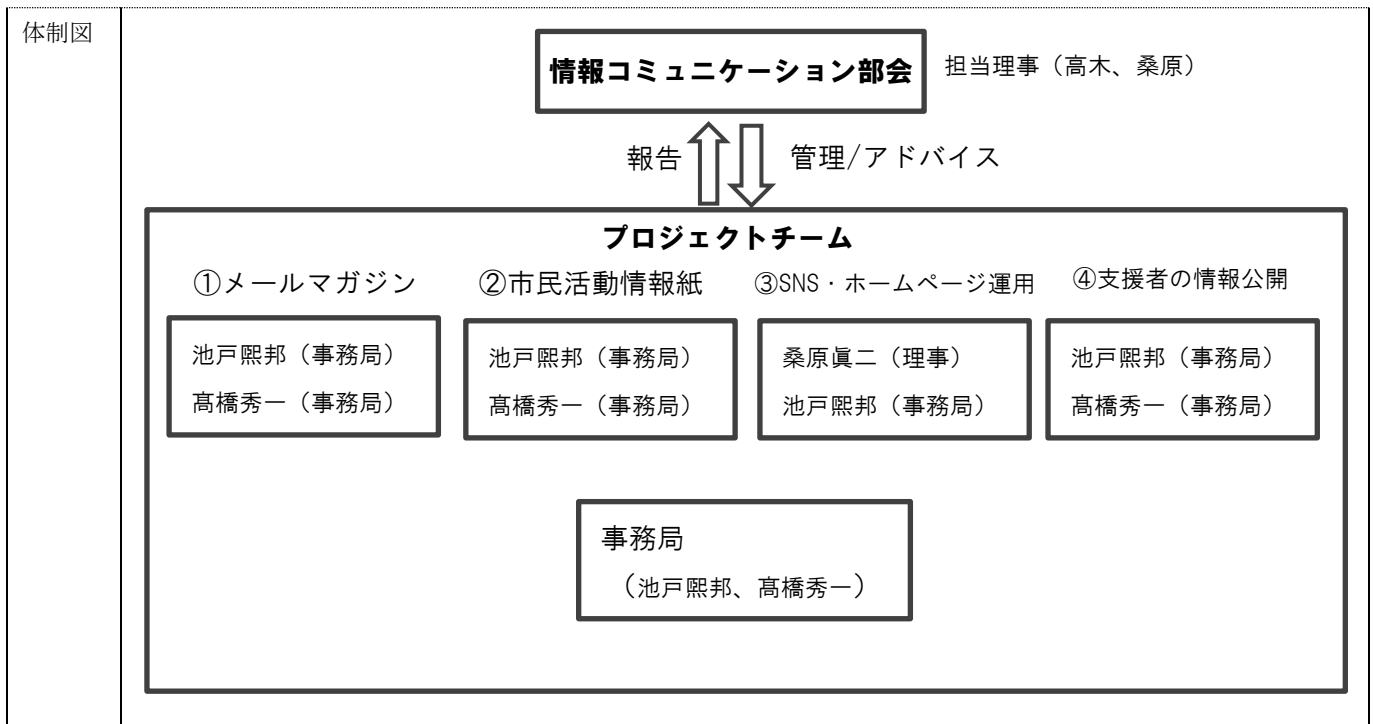 体制図
情報コミュニケーション部会
担当理事（高木、桑原）
報告
管理/アドバイス
プロジェクトチーム
①メールマガジン
池戸熙邦（事務局）
髙橋秀一（事務局）
②市民活動情報紙
池戸熙邦（事務局）
髙橋秀一（事務局）
③SNS・ホームページ運用
桑原眞二（理事）
池戸熙邦（事務局）
④支援者の情報公開
池戸熙邦（事務局）
髙橋秀一（事務局）
事務局
（池戸熙邦、髙橋秀一）